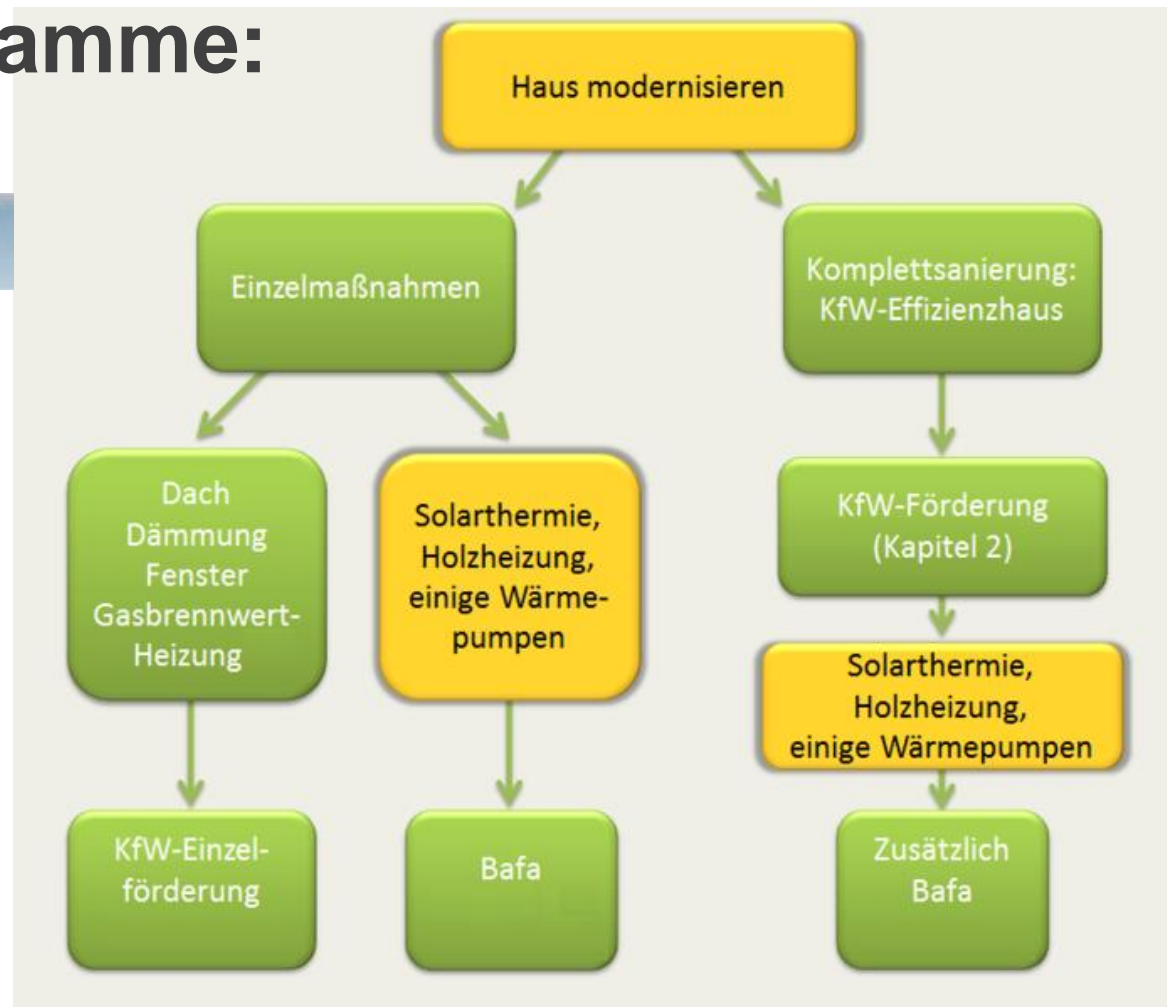 amme:
Haus modernisieren
Einzelmaßnahmen
Komplettsanierung:
KfW-Effizienzhaus
Dach
Dämmung
Fenster
Gasbrennwert-
Heizung
Solarthermie,
Holzheizung,
einige Wärme-
pumpen
KfW-Förderung
(Kapitel 2)
Solarthermie,
Holzheizung,
einige Wärmepumpen
KfW-Einzel-
förderung
Bafa
Zusätzlich
Bafa